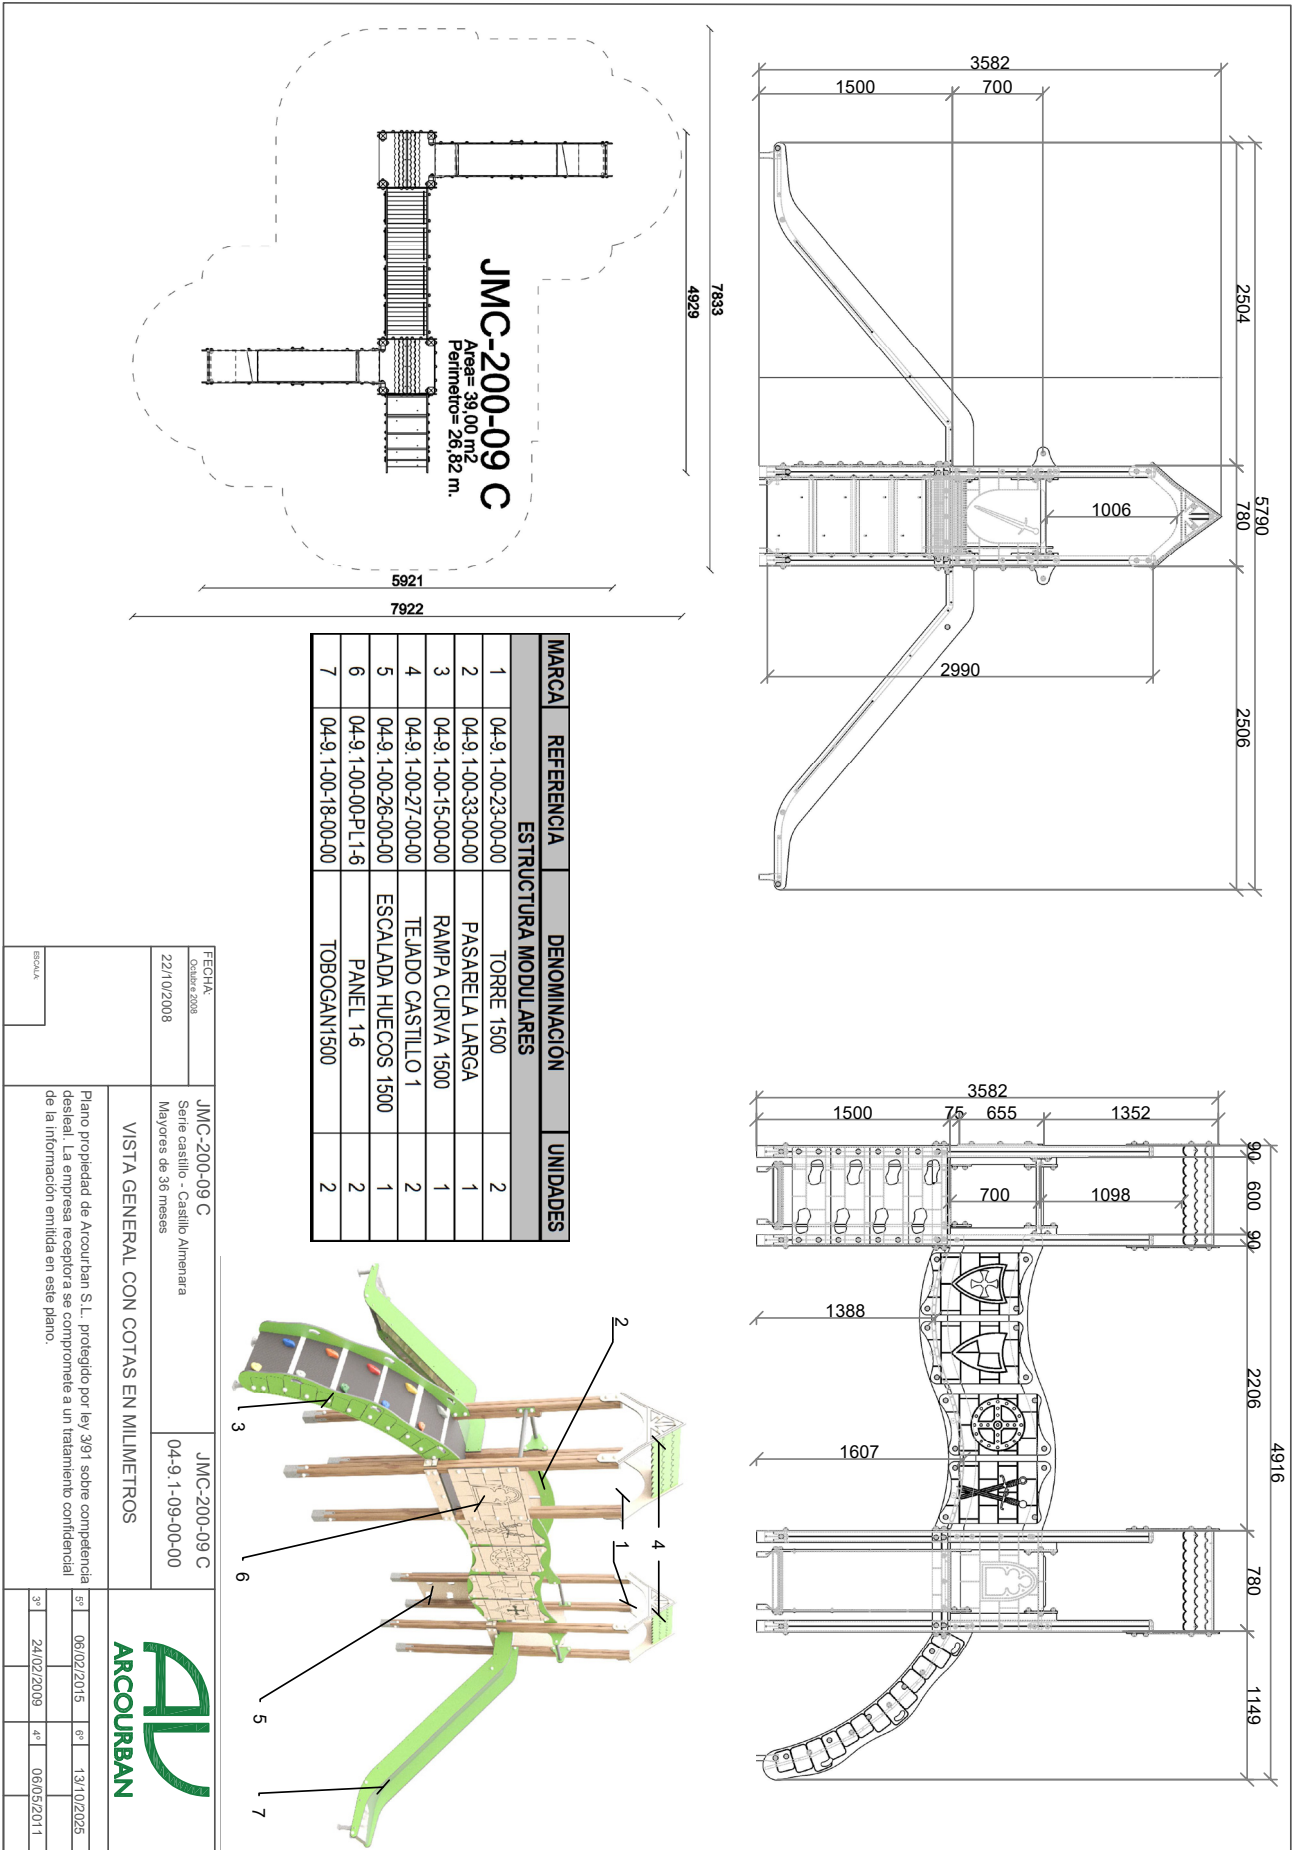 3582
1500
700
2504
5790
780
1006
2990
2506
7833
4929
JMC-200-09 C
Area= 39,00 m2
Perimetro= 26,82 m.
5921
7922
3582
1500
75
655
1352
90
600
90
700
1098
1388
2206
4916
1607
780
1149
MARCA REFERENCIA DENOMINACIÓN UNIDADES
ESTRUCTURA MODULARES
1 04-9.1-00-23-00-00 TORRE 1500 2
2 04-9.1-00-33-00-00 PASARELA LARGA 1
3 04-9.1-00-15-00-00 RAMPA CURVA 1500 1
4 04-9.1-00-27-00-00 TEJADO CASTILLO 1 2
5 04-9.1-00-26-00-00 ESCALADA HUECOS 1500 1
6 04-9.1-00-00-PL1-6 PANEL 1-6 2
7 04-9.1-00-18-00-00 TOBOGAN1500 2
2
4
1
3
6
5
7
FECHA:
Octubre 2008
22/10/2008
ESCALA:
JMC-200-09 C
Serie castillo - Castillo Almenara
Mayores de 36 meses
JMC-200-09 C
04-9.1-09-00-00
VISTA GENERAL CON COTAS EN MILIMETROS
Plano propiedad de Arcourban S.L. protegido por ley 3/91 sobre competencia
desleal. La empresa receptora se compromete a un tratamiento confidencial
de la información emitida en este plano.
ARCOURBAN
5º 06/02/2015 6º 13/10/2025
3º 24/02/2009 4º 06/05/2011